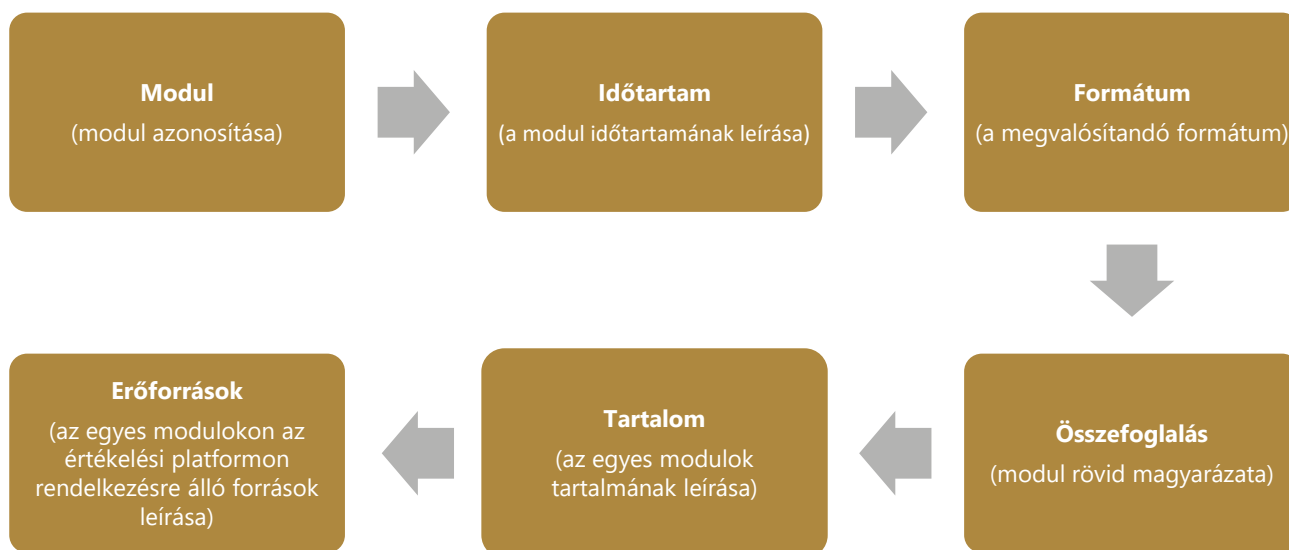 Modul
(modul azonosítása)
Időtartam
(a modul időtartamának leírása)
Formátum
(a megvalósítandó formátum)
Összefoglalás
(modul rövid magyarázata)
Tartalom
(az egyes modulok
tartalmának leírása)
Erőforrások
(az egyes modulokon az
értékelési platformon
rendelkezésre álló források
leírása)